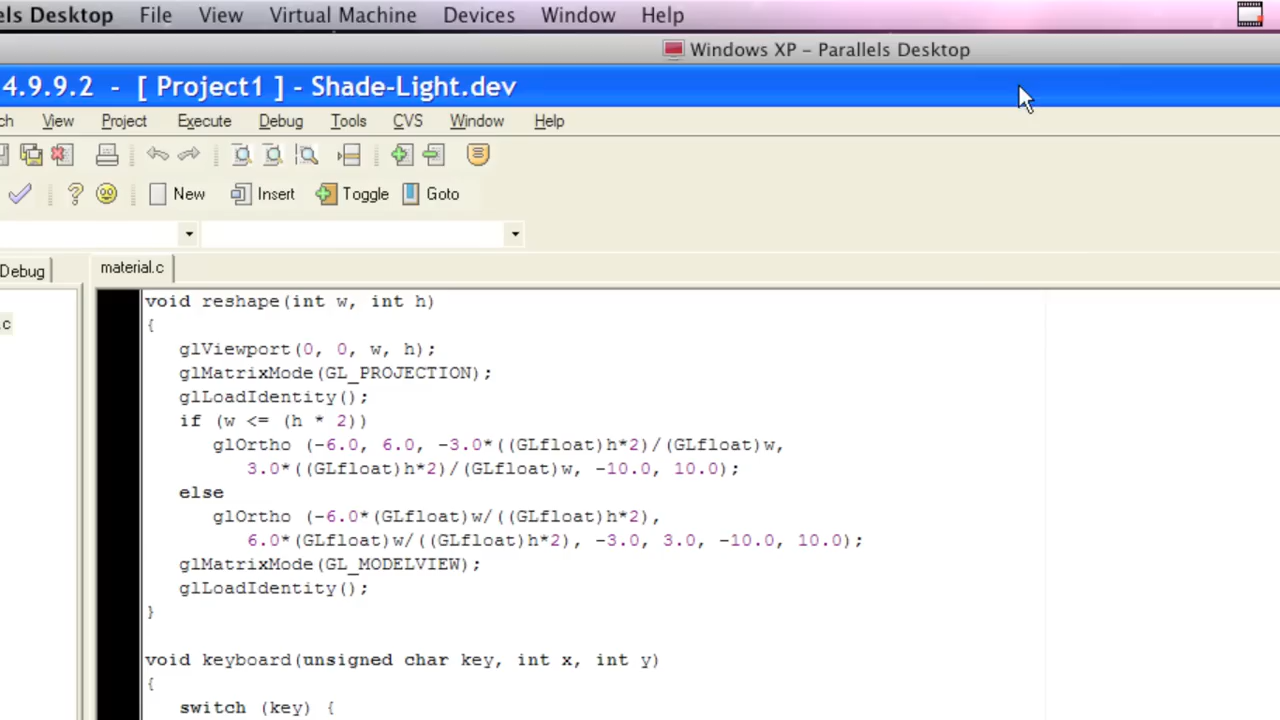 ls Desktop File View Virtual Machine Devices Window Help
Windows XP – Parallels Desktop
4.9.9.2 - [ Project1 ] - Shade-Light.dev
ch View Project Execute Debug Tools CVS Window Help
New Insert Toggle Goto
Debug material.c
.c
void reshape(int w, int h)
{
glViewport(0, 0, w, h);
glMatrixMode(GL_PROJECTION);
glLoadIdentity();
if (w <= (h * 2))
glOrtho (-6.0, 6.0, -3.0*((GLfloat)h*2)/(GLfloat)w,
3.0*((GLfloat)h*2)/(GLfloat)w, -10.0, 10.0);
else
glOrtho (-6.0*(GLfloat)w/((GLfloat)h*2),
6.0*(GLfloat)w/((GLfloat)h*2), -3.0, 3.0, -10.0, 10.0);
glMatrixMode(GL_MODELVIEW);
glLoadIdentity();
}
void keyboard(unsigned char key, int x, int y)
{
switch (key) {